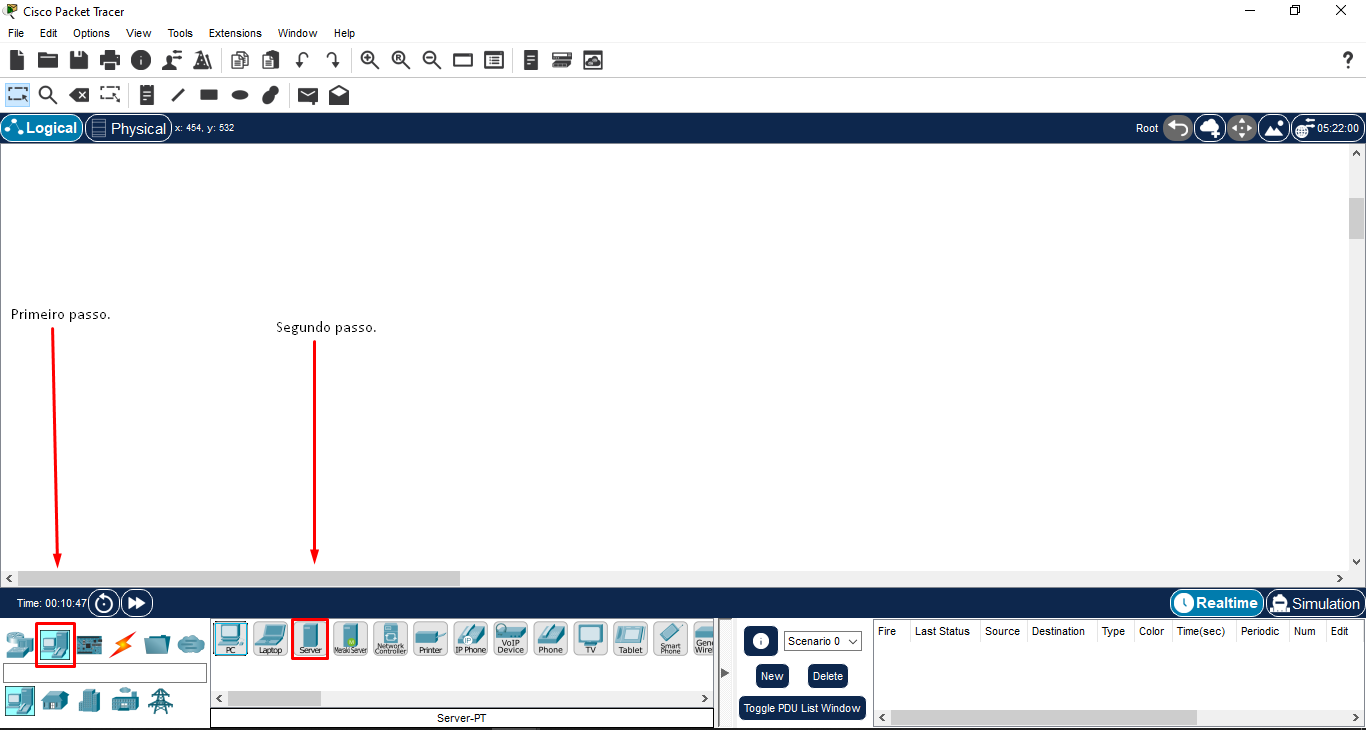 Cisco Packet Tracer
File Edit Options View Tools Extensions Window Help
Logical Physical x: 454, y: 532 Root 05:22:00
Primeiro passo.
Segundo passo.
Time: 00:10:47 Realtime Simulation
PC Laptop Server Meraki Server Network Controller Printer IP Phone VoIP Device Phone TV Tablet Smart Phone Gene Wirel
Server-PT
Scenario 0
New Delete
Toggle PDU List Window
Fire Last Status Source Destination Type Color Time(sec) Periodic Num Edit